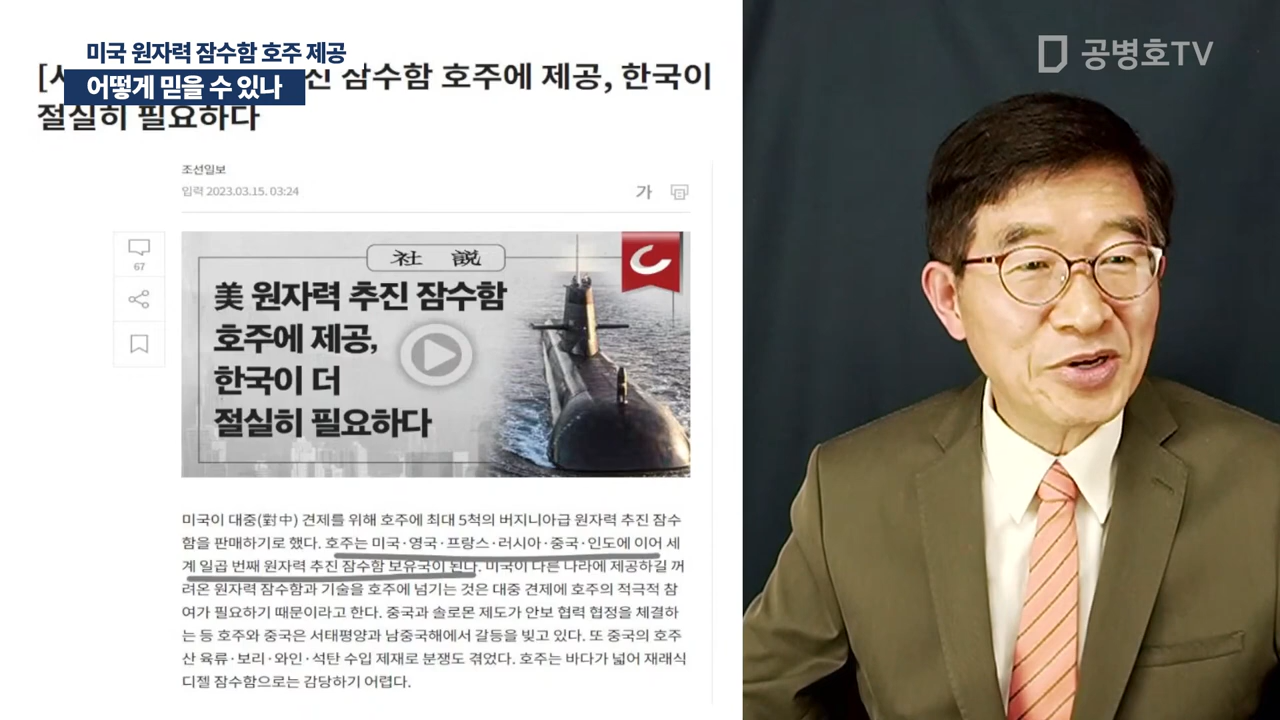 미국 원자력 잠수함 호주 제공
어떻게 믿을 수 있나
공병호TV
진 잠수함 호주에 제공, 한국이
절실히 필요하다
조선일보
입력 2023.03.15. 03:24
가
67
社 説
美 원자력 추진 잠수함
호주에 제공,
한국이 더
절실히 필요하다
미국이 대중(對中) 견제를 위해 호주에 최대 5척의 버지니아급 원자력 추진 잠수
함을 판매하기로 했다. 호주는 미국·영국·프랑스·러시아·중국·인도에 이어 세
계 일곱 번째 원자력 추진 잠수함 보유국이 된다. 미국이 다른 나라에 제공하길 꺼
려온 원자력 잠수함과 기술을 호주에 넘기는 것은 대중 견제에 호주의 적극적 참
여가 필요하기 때문이라고 한다. 중국과 솔로몬 제도가 안보 협력 협정을 체결하
는 등 호주와 중국은 서태평양과 남중국해에서 갈등을 빚고 있다. 또 중국의 호주
산 육류·보리·와인·석탄 수입 제재로 분쟁도 겪었다. 호주는 바다가 넓어 재래식
디젤 잠수함으로는 감당하기 어렵다.